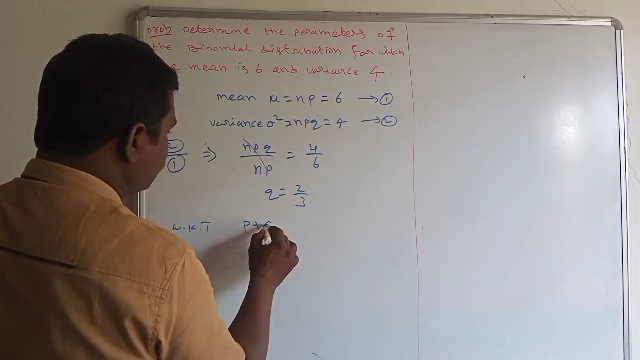 prob Determine the parameters of
the Binomial distribution for which
mean is 6 and variance 4
mean μ = np = 6 → ①
variance σ² = npq = 4 → ②
②/① ⇒ npq/np = 4/6
q = 2/3
W.K.T p+